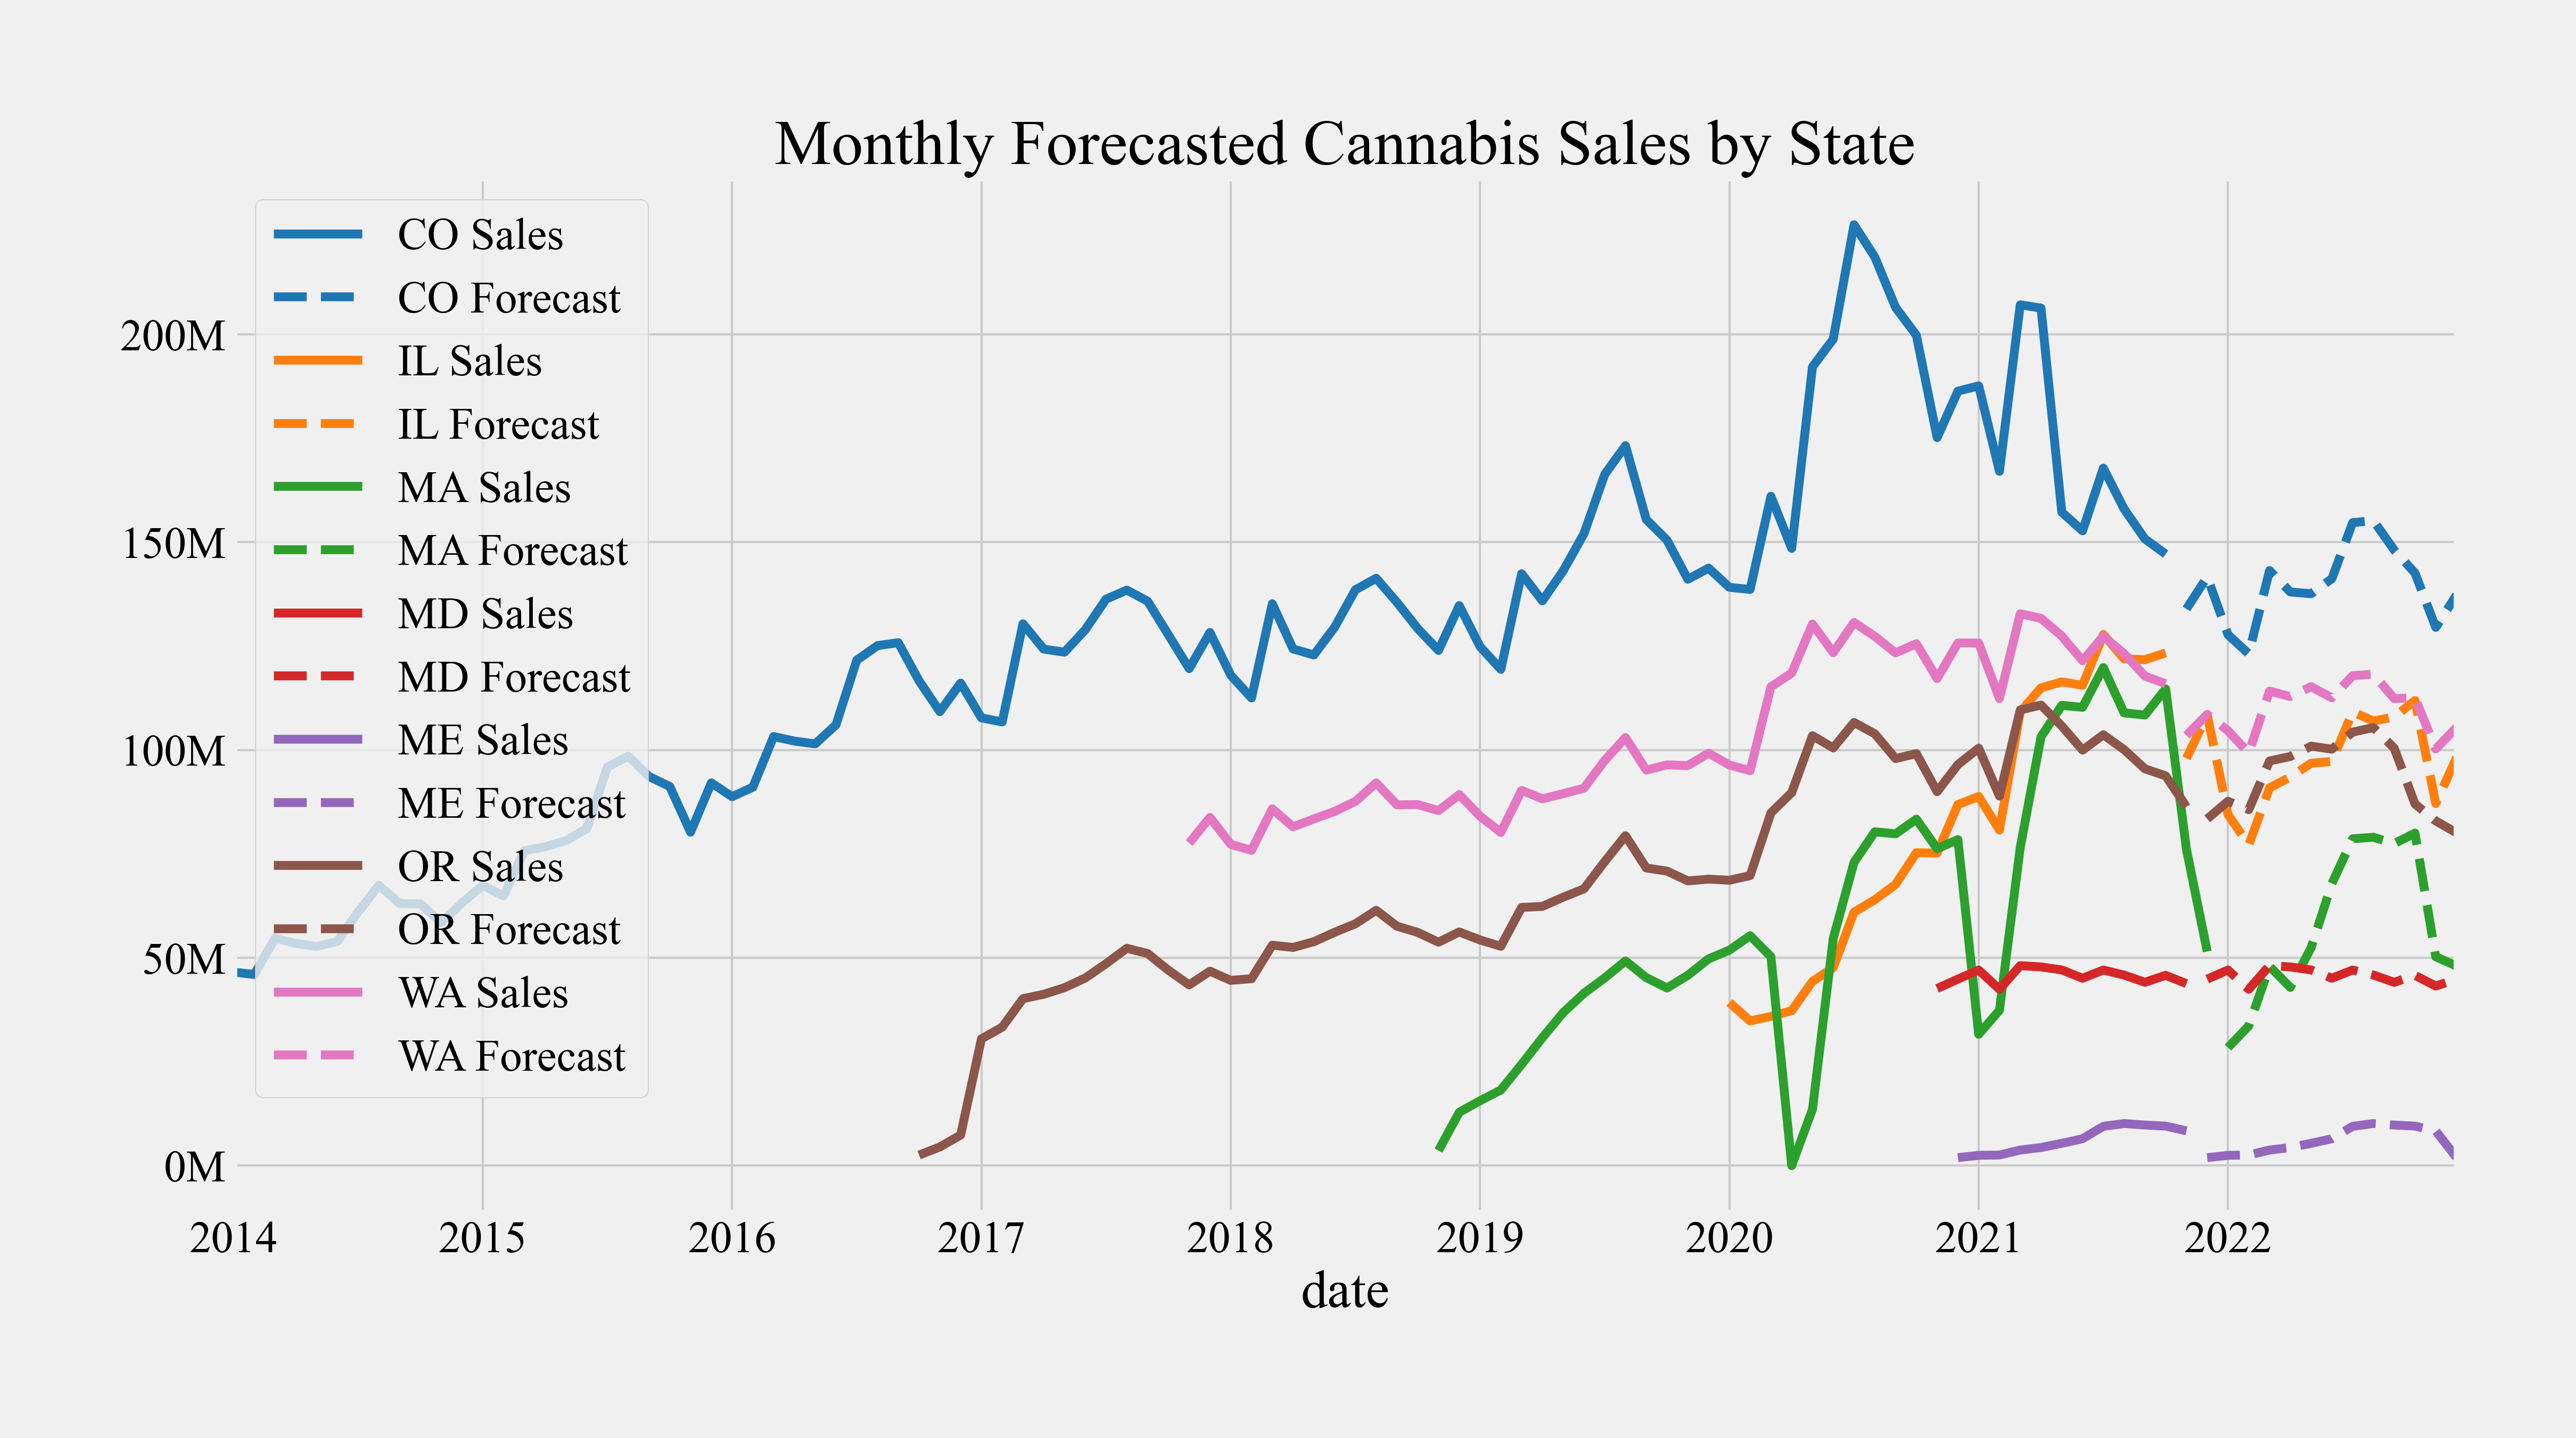 Monthly Forecasted Cannabis Sales by State
CO Sales
CO Forecast
IL Sales
IL Forecast
MA Sales
MA Forecast
MD Sales
MD Forecast
ME Sales
ME Forecast
OR Sales
OR Forecast
WA Sales
WA Forecast
200M
150M
100M
50M
0M
2014 2015 2016 2017 2018 2019 2020 2021 2022
date